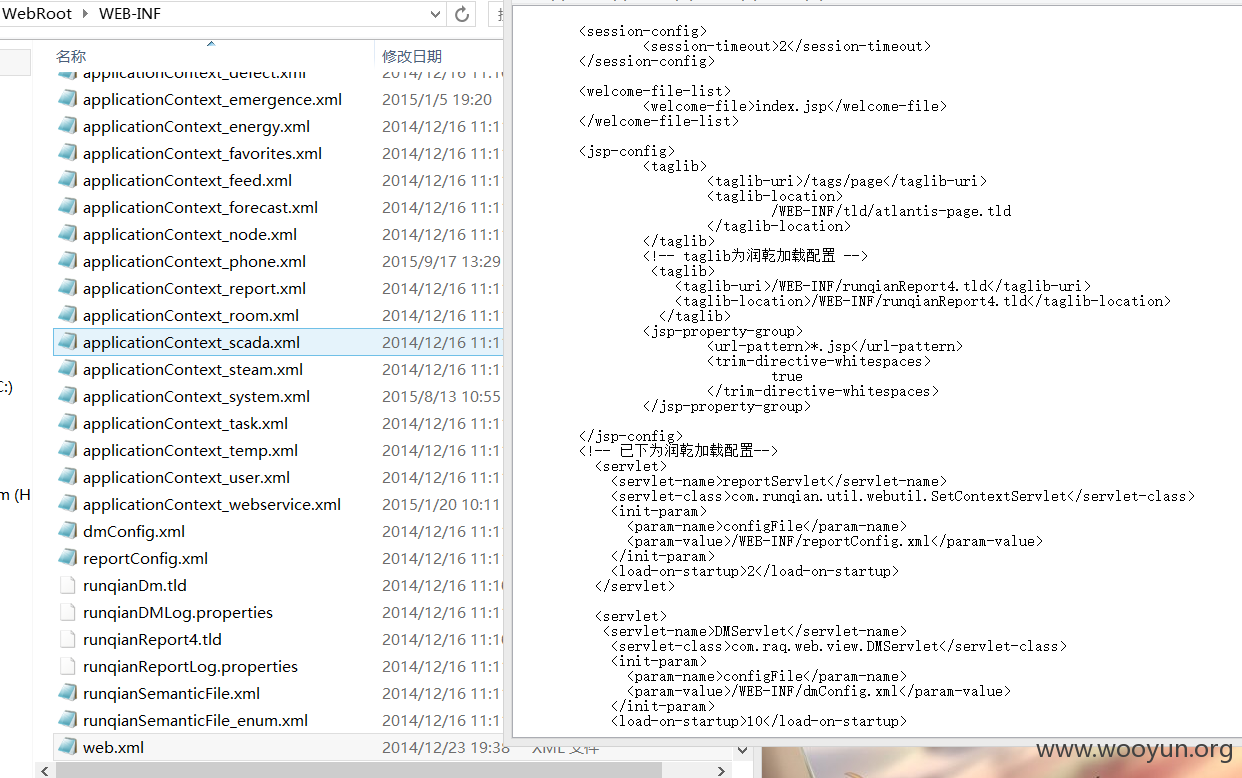 WebRoot
WEB-INF
名称
修改日期
applicationContext_defect.xml
2014/12/16 11:1
applicationContext_emergence.xml
2015/1/5 19:20
applicationContext_energy.xml
2014/12/16 11:1
applicationContext_favorites.xml
2014/12/16 11:1
applicationContext_feed.xml
2014/12/16 11:1
applicationContext_forecast.xml
2014/12/16 11:1
applicationContext_node.xml
2014/12/16 11:1
applicationContext_phone.xml
2015/9/17 13:29
applicationContext_report.xml
2014/12/16 11:1
applicationContext_room.xml
2014/12/16 11:1
applicationContext_scada.xml
2014/12/16 11:1
applicationContext_steam.xml
2014/12/16 11:1
applicationContext_system.xml
2015/8/13 10:55
applicationContext_task.xml
2014/12/16 11:1
applicationContext_temp.xml
2014/12/16 11:1
applicationContext_user.xml
2014/12/16 11:1
applicationContext_webservice.xml
2015/1/20 10:11
dmConfig.xml
2014/12/16 11:1
reportConfig.xml
2014/12/16 11:1
runqianDm.tld
2014/12/16 11:10
runqianDMLog.properties
2014/12/16 11:1
runqianReport4.tld
2014/12/16 11:10
runqianReportLog.properties
2014/12/16 11:1
runqianSemanticFile.xml
2014/12/16 11:1
runqianSemanticFile_enum.xml
2014/12/16 11:1
web.xml
2014/12/23 19:38
XML 文件
C:)
m (H
<session-config>
<session-timeout>2</session-timeout>
</session-config>
<welcome-file-list>
<welcome-file>index.jsp</welcome-file>
</welcome-file-list>
<jsp-config>
<taglib>
<taglib-uri>/tags/page</taglib-uri>
<taglib-location>
/WEB-INF/tld/atlantis-page.tld
</taglib-location>
</taglib>
<!-- taglib为润乾加载配置 -->
<taglib>
<taglib-uri>/WEB-INF/runqianReport4.tld</taglib-uri>
<taglib-location>/WEB-INF/runqianReport4.tld</taglib-location>
</taglib>
<jsp-property-group>
<url-pattern>*.jsp</url-pattern>
<trim-directive-whitespaces>
true
</trim-directive-whitespaces>
</jsp-property-group>
</jsp-config>
<!-- 已下为润乾加载配置-->
<servlet>
<servlet-name>reportServlet</servlet-name>
<servlet-class>com.runqian.util.webutil.SetContextServlet</servlet-class>
<init-param>
<param-name>configFile</param-name>
<param-value>/WEB-INF/reportConfig.xml</param-value>
</init-param>
<load-on-startup>2</load-on-startup>
</servlet>
<servlet>
<servlet-name>DMServlet</servlet-name>
<servlet-class>com.raq.web.view.DMServlet</servlet-class>
<init-param>
<param-name>configFile</param-name>
<param-value>/WEB-INF/dmConfig.xml</param-value>
</init-param>
<load-on-startup>10</load-on-startup>
www.wooyun.org